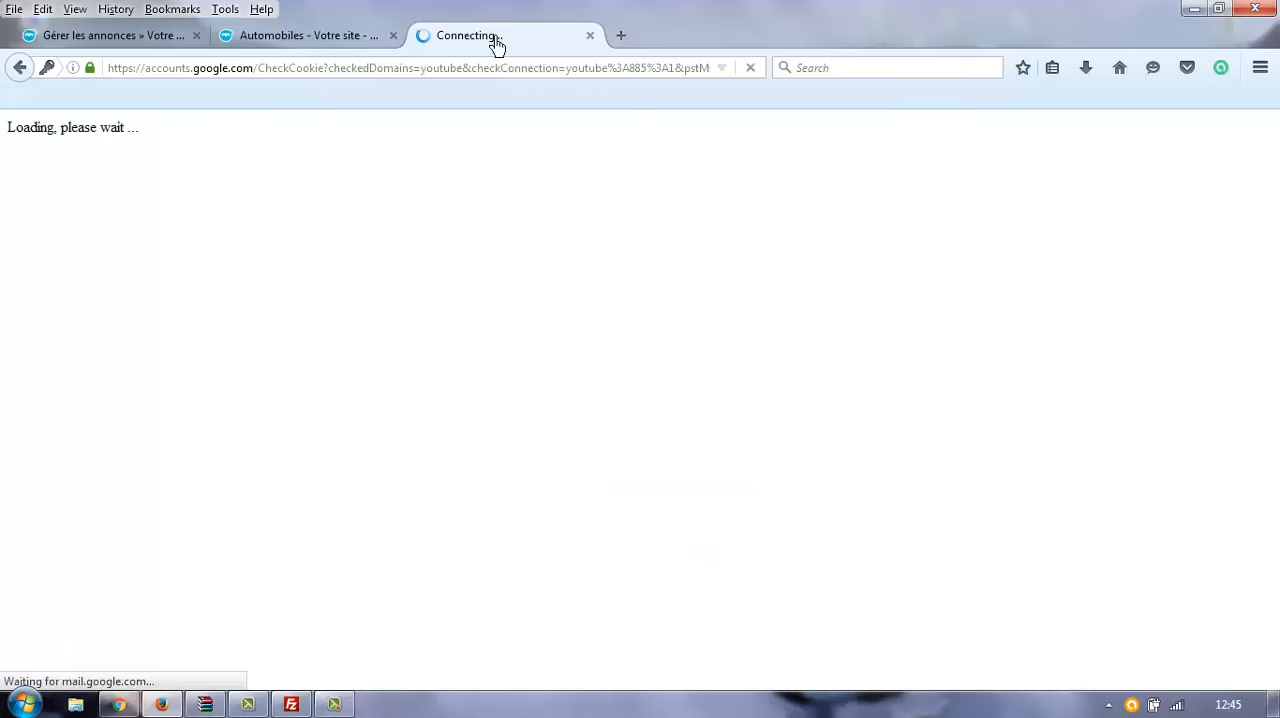 File Edit View History Bookmarks Tools Help
Gérer les annonces » Votre ... Automobiles - Votre site - ... Connecting...
https://accounts.google.com/CheckCookie?checkedDomains=youtube&checkConnection=youtube%3A885%3A1&pstM Search
Loading, please wait ...
Waiting for mail.google.com...
12:45